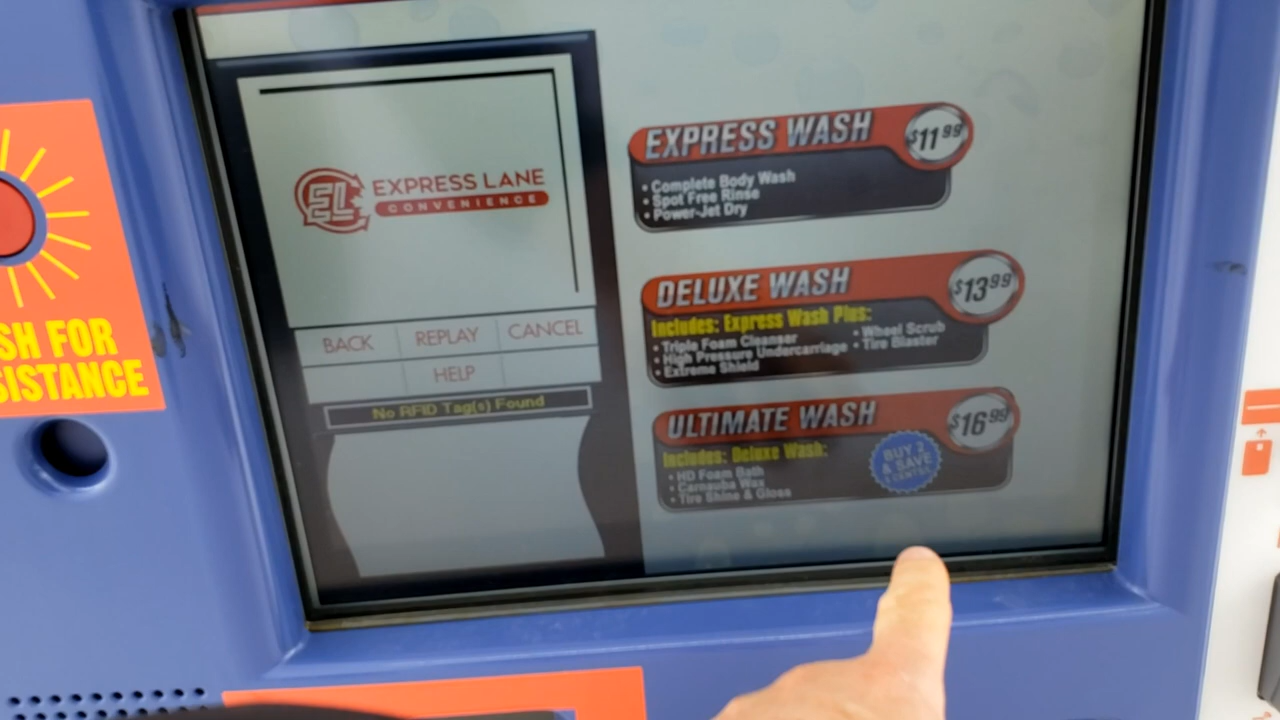 SH FOR
SISTANCE
EXPRESS LANE
CONVENIENCE
BACK
REPLAY
CANCEL
HELP
No RFID Tag(s) Found
EXPRESS WASH
$11 99
• Complete Body Wash
• Spot Free Rinse
• Power-Jet Dry
DELUXE WASH
$13 99
Includes: Express Wash Plus:
• Triple Foam Cleanser
• High Pressure Undercarriage
• Extreme Shield
• Wheel Scrub
• Tire Blaster
ULTIMATE WASH
$16 99
Includes: Deluxe Wash:
• HD Foam Bath
• Carnauba Wax
• Tire Shine & Gloss
BUY 2
& SAVE